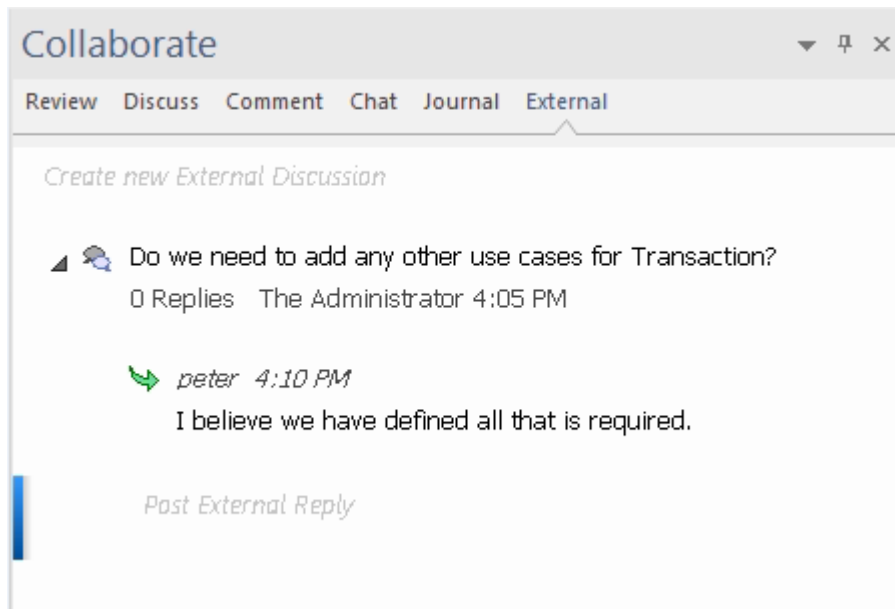 Collaborate
Review Discuss Comment Chat Journal External
Create new External Discussion
Do we need to add any other use cases for Transaction?
0 Replies The Administrator 4:05 PM
peter 4:10 PM
I believe we have defined all that is required.
Post External Reply